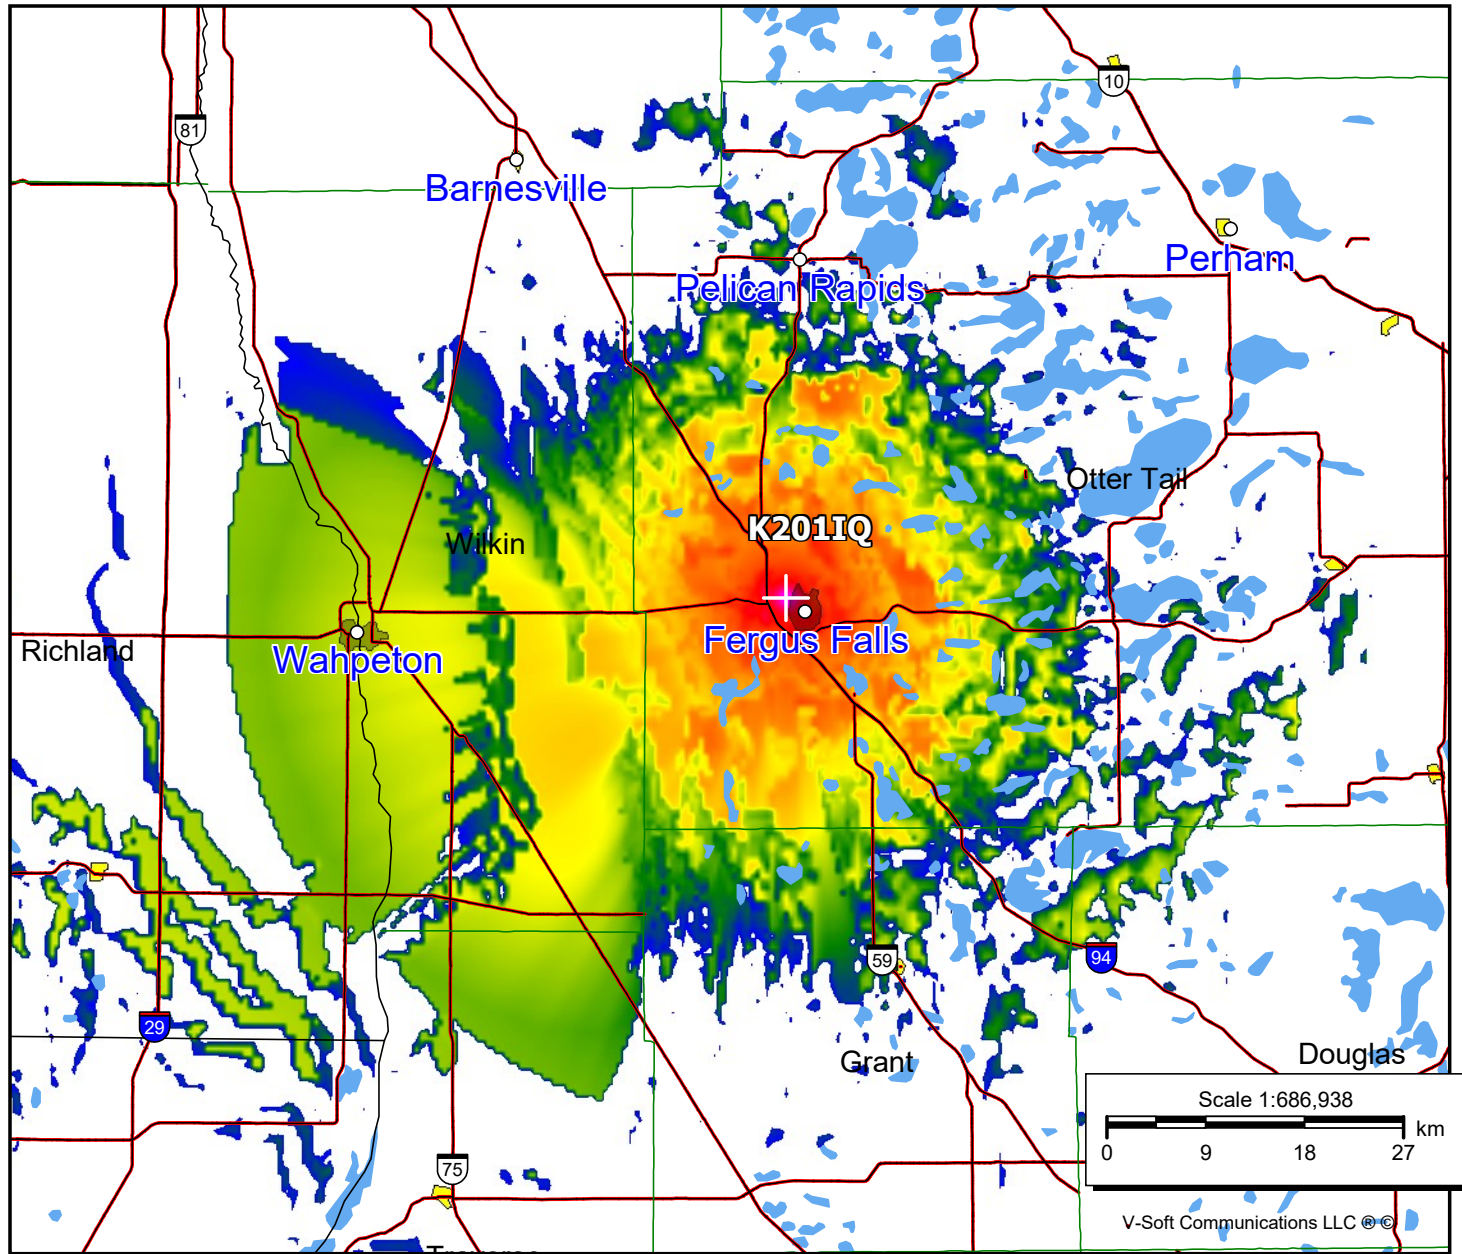 10
81
Barnesville
Perham
Pelican Rapids
Otter Tail
K201IQ
Wilkin
Fergus Falls
Richland
Wahpeton
59
94
29
Grant
Douglas
Scale 1:686,938
km
0 9 18 27
75
V-Soft Communications LLC ® ©
Traverse